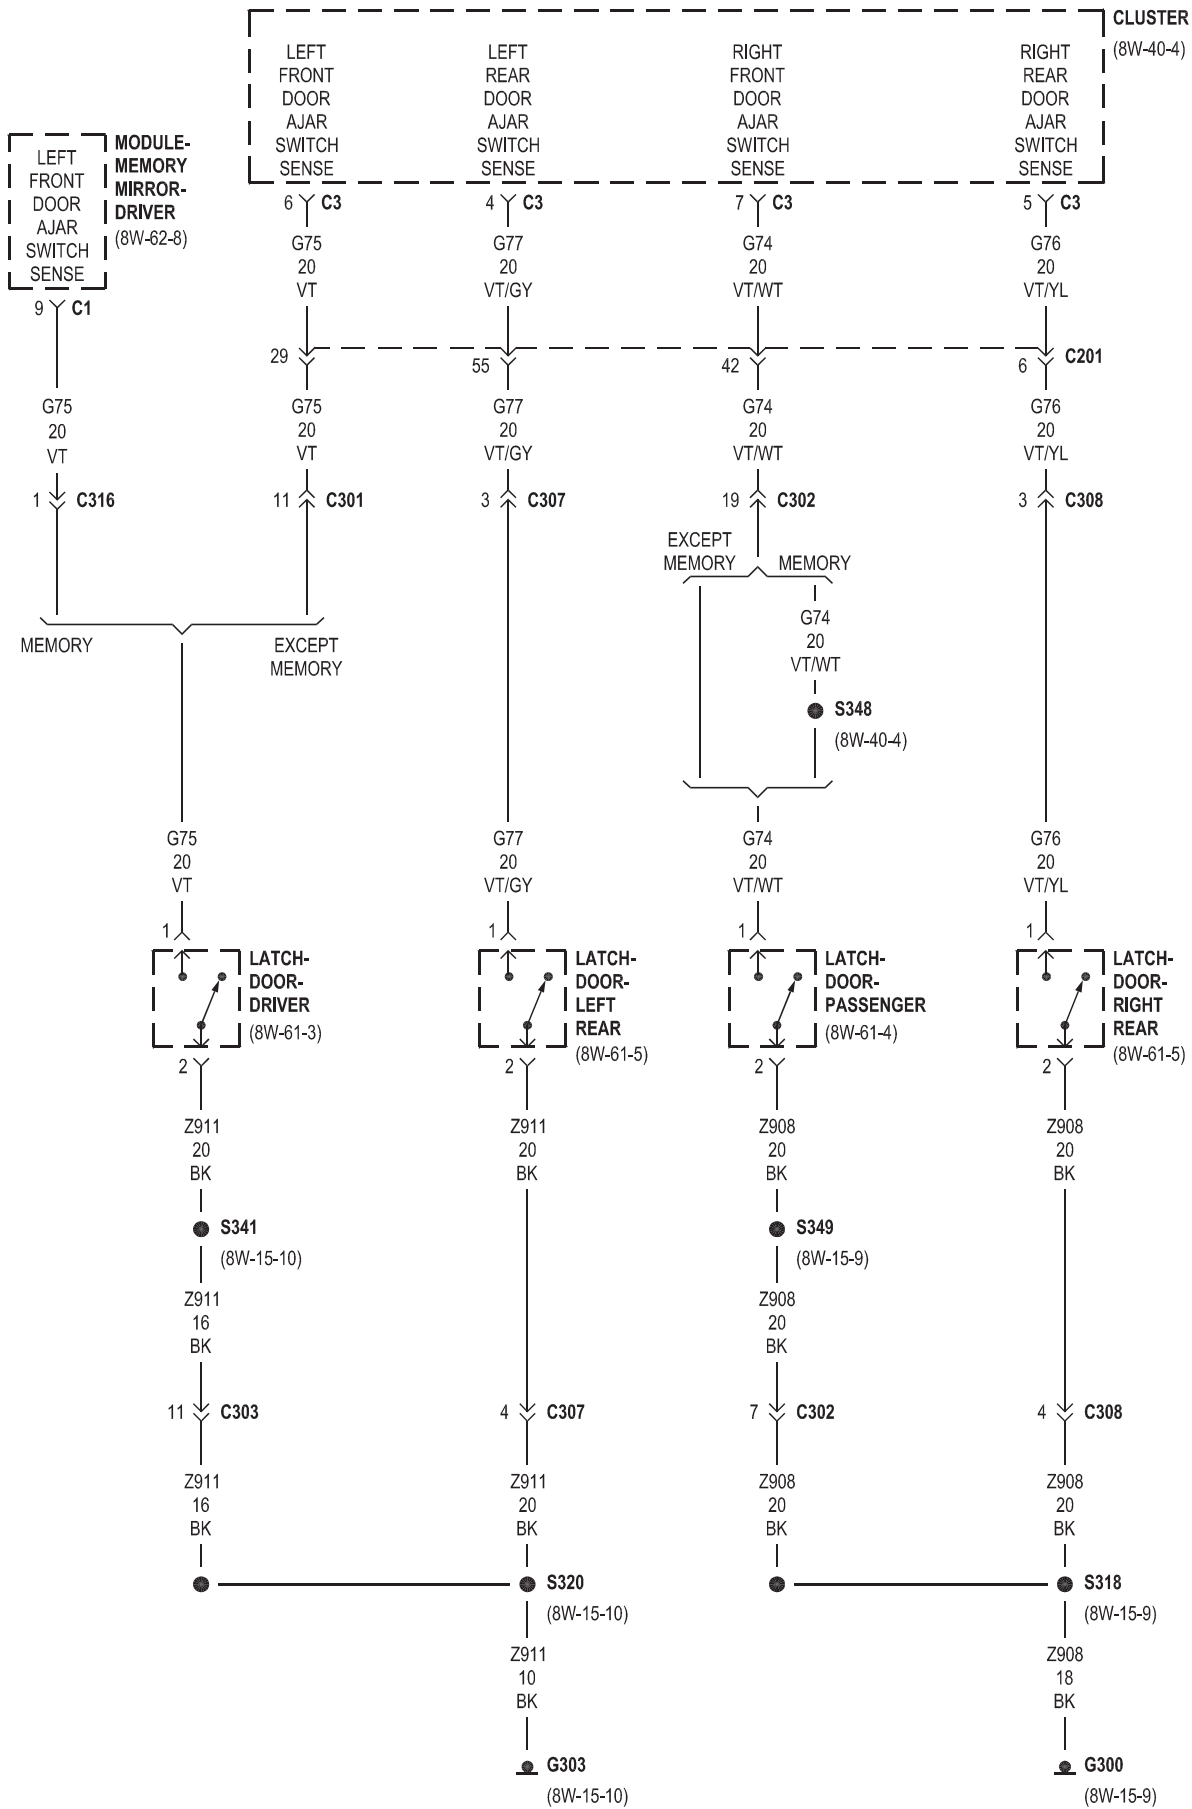 CLUSTER
(8W-40-4)
LEFT
FRONT
DOOR
AJAR
SWITCH
SENSE
LEFT
REAR
DOOR
AJAR
SWITCH
SENSE
RIGHT
FRONT
DOOR
AJAR
SWITCH
SENSE
RIGHT
REAR
DOOR
AJAR
SWITCH
SENSE
MODULE-
MEMORY
MIRROR-
DRIVER
(8W-62-8)
LEFT
FRONT
DOOR
AJAR
SWITCH
SENSE
6 C3
4 C3
7 C3
5 C3
G75
20
VT
G77
20
VT/GY
G74
20
VT/WT
G76
20
VT/YL
9 C1
29
55
42
6 C201
G75
20
VT
G75
20
VT
G77
20
VT/GY
G74
20
VT/WT
G76
20
VT/YL
1 C316
11 C301
3 C307
19 C302
3 C308
EXCEPT
MEMORY
MEMORY
G74
20
VT/WT
MEMORY
EXCEPT
MEMORY
S348
(8W-40-4)
G75
20
VT
G77
20
VT/GY
G74
20
VT/WT
G76
20
VT/YL
1
1
1
1
LATCH-
DOOR-
DRIVER
(8W-61-3)
LATCH-
DOOR-
LEFT
REAR
(8W-61-5)
LATCH-
DOOR-
PASSENGER
(8W-61-4)
LATCH-
DOOR-
RIGHT
REAR
(8W-61-5)
2
2
2
2
Z911
20
BK
Z911
20
BK
Z908
20
BK
Z908
20
BK
S341
(8W-15-10)
S349
(8W-15-9)
Z911
16
BK
Z908
20
BK
11 C303
4 C307
7 C302
4 C308
Z911
16
BK
Z911
20
BK
Z908
20
BK
Z908
20
BK
S320
(8W-15-10)
S318
(8W-15-9)
Z911
10
BK
Z908
18
BK
G303
(8W-15-10)
G300
(8W-15-9)